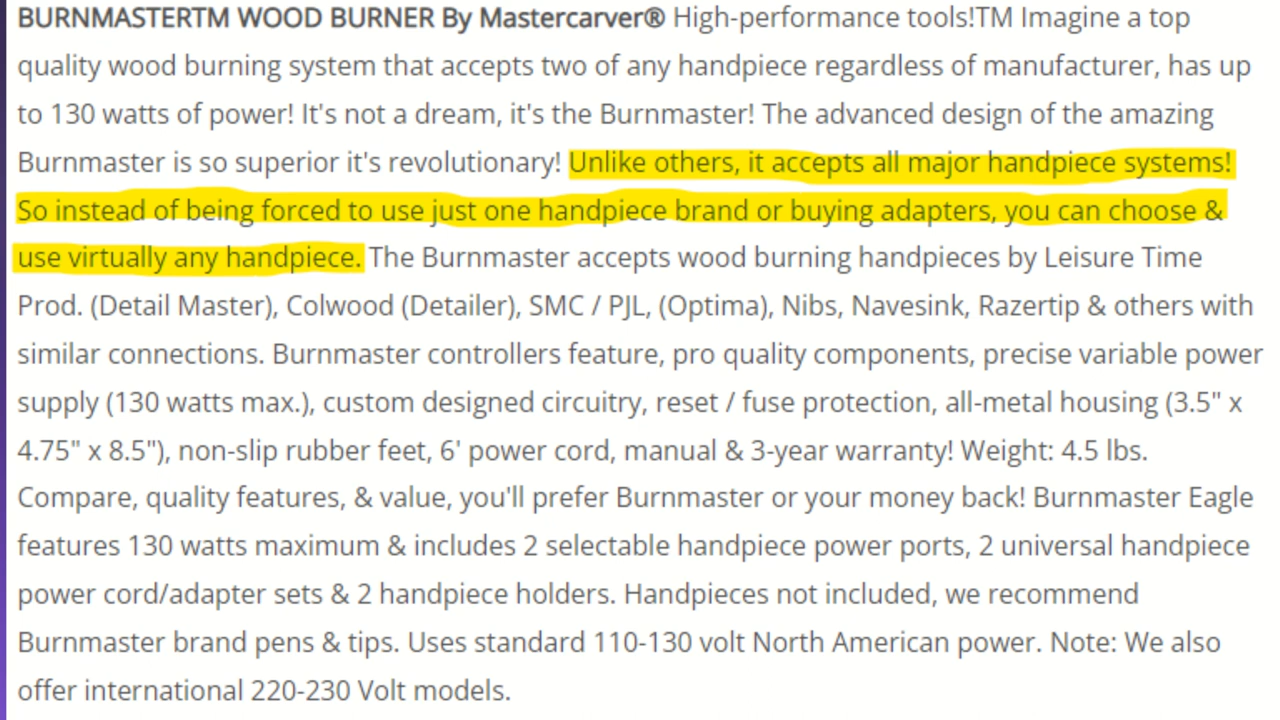 BURNMASTERTM WOOD BURNER By Mastercarver® High-performance tools!TM Imagine a top
quality wood burning system that accepts two of any handpiece regardless of manufacturer, has up
to 130 watts of power! It's not a dream, it's the Burnmaster! The advanced design of the amazing
Burnmaster is so superior it's revolutionary! Unlike others, it accepts all major handpiece systems!
So instead of being forced to use just one handpiece brand or buying adapters, you can choose &
use virtually any handpiece. The Burnmaster accepts wood burning handpieces by Leisure Time
Prod. (Detail Master), Colwood (Detailer), SMC / PJL, (Optima), Nibs, Navesink, Razertip & others with
similar connections. Burnmaster controllers feature, pro quality components, precise variable power
supply (130 watts max.), custom designed circuitry, reset / fuse protection, all-metal housing (3.5" x
4.75" x 8.5"), non-slip rubber feet, 6' power cord, manual & 3-year warranty! Weight: 4.5 lbs.
Compare, quality features, & value, you'll prefer Burnmaster or your money back! Burnmaster Eagle
features 130 watts maximum & includes 2 selectable handpiece power ports, 2 universal handpiece
power cord/adapter sets & 2 handpiece holders. Handpieces not included, we recommend
Burnmaster brand pens & tips. Uses standard 110-130 volt North American power. Note: We also
offer international 220-230 Volt models.